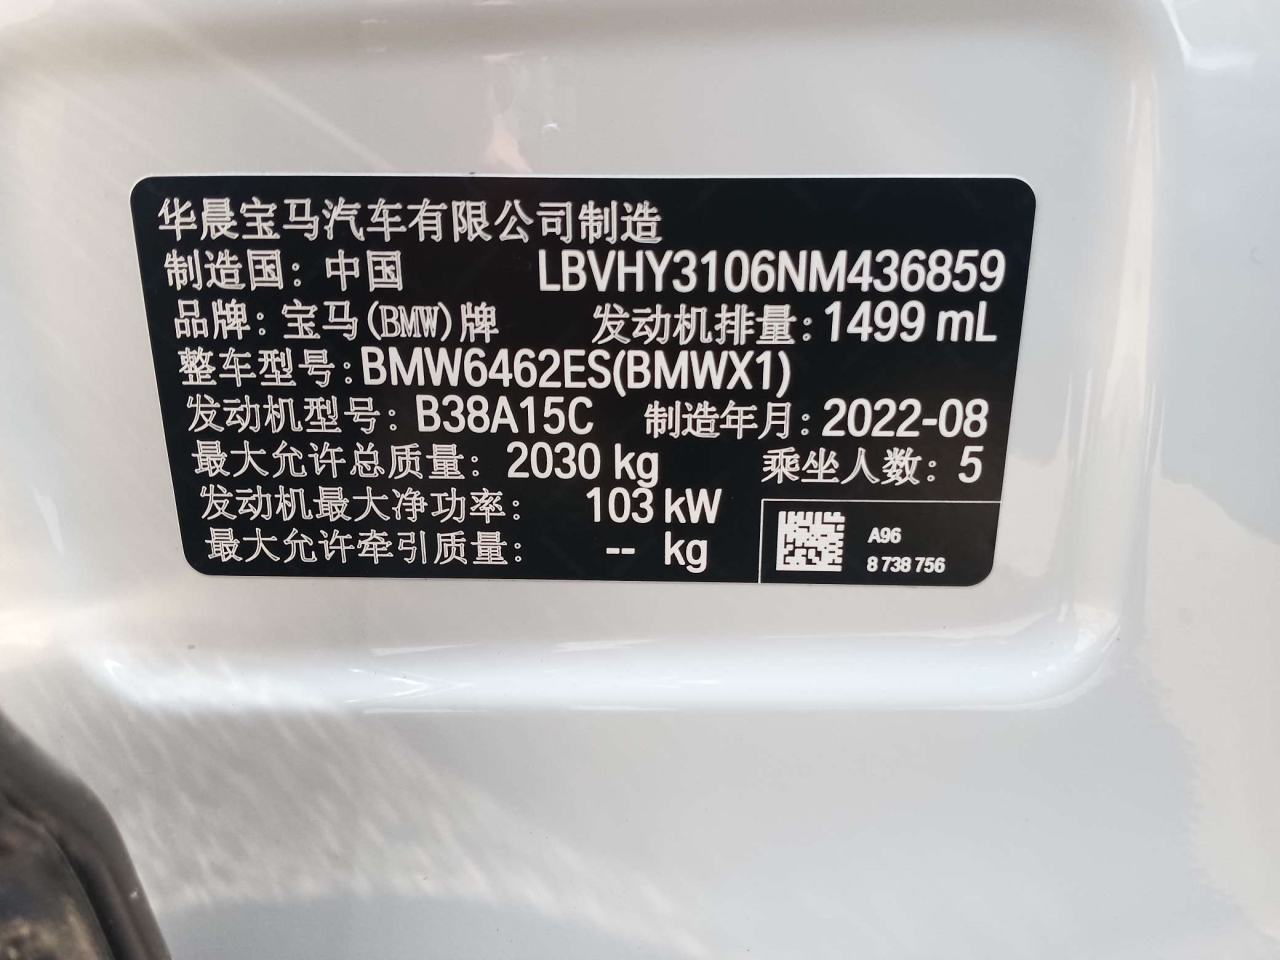 华晨宝马汽车有限公司制造
制造国：中国 LBVHY3106NM436859
品牌：宝马(BMW)牌 发动机排量：1499 mL
整车型号：BMW6462ES(BMWX1)
发动机型号：B38A15C 制造年月：2022-08
最大允许总质量：2030 kg 乘坐人数：5
发动机最大净功率：103 kW
最大允许牵引质量：-- kg
A96
8 738 756